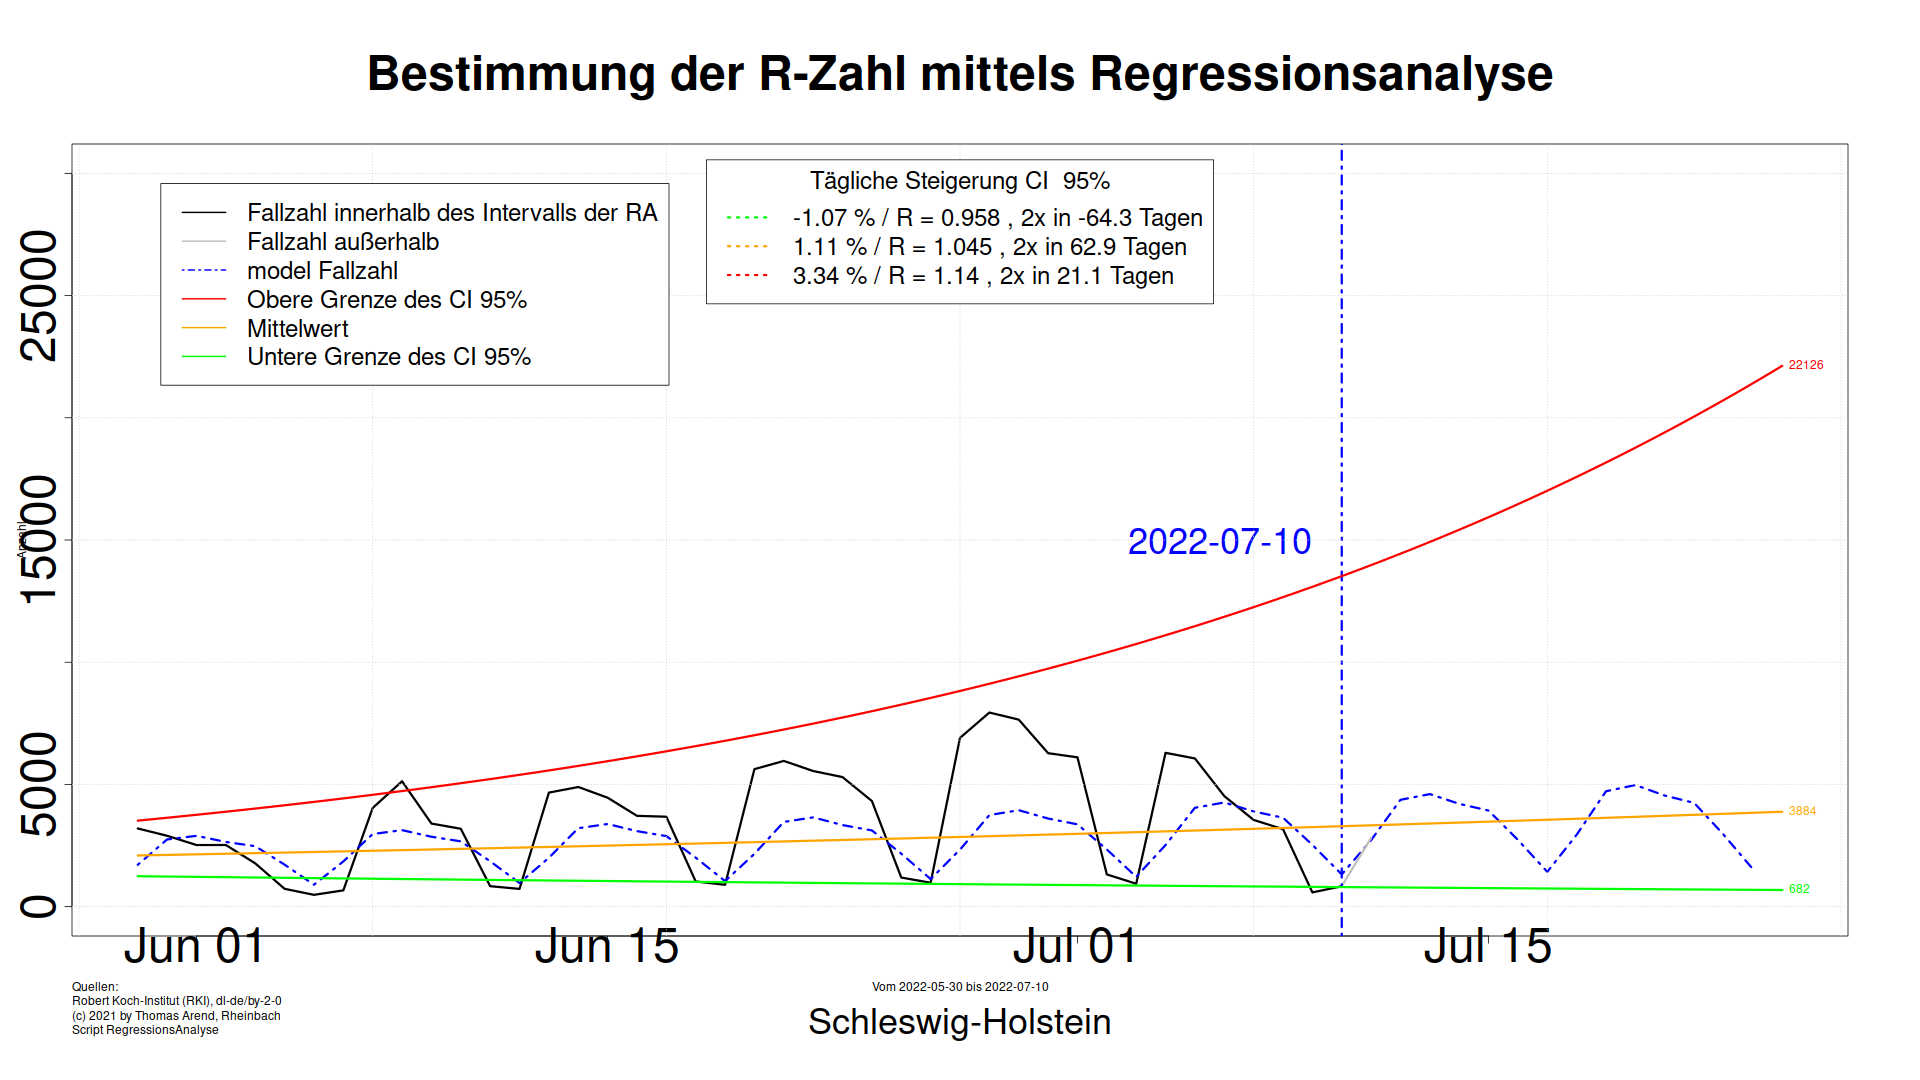 Bestimmung der R-Zahl mittels Regressionsanalyse
Fallzahl innerhalb des Intervalls der RA
Fallzahl außerhalb
model Fallzahl
Obere Grenze des CI 95%
Mittelwert
Untere Grenze des CI 95%
Tägliche Steigerung CI  95%
-1.07 % / R = 0.958 , 2x in -64.3 Tagen
1.11 % / R = 1.045 , 2x in 62.9 Tagen
3.34 % / R = 1.14 , 2x in 21.1 Tagen
25000
15000
5000
0
Anzahl
2022-07-10
22126
3884
682
Jun 01
Jun 15
Jul 01
Jul 15
Quellen:
Robert Koch-Institut (RKI), dl-de/by-2-0
(c) 2021 by Thomas Arend, Rheinbach
Script RegressionsAnalyse
Vom 2022-05-30 bis 2022-07-10
Schleswig-Holstein